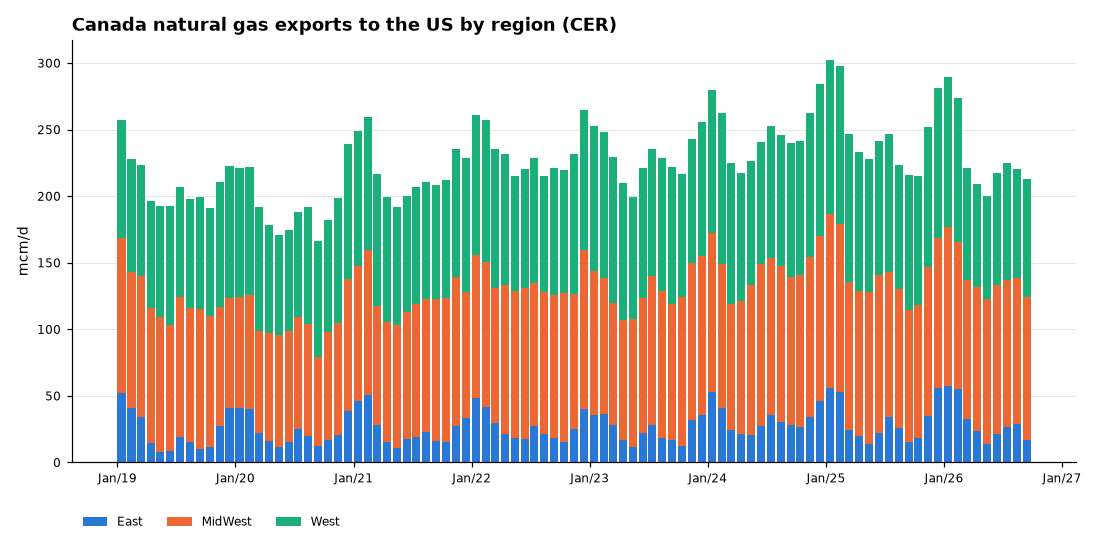 Canada natural gas exports to the US by region (CER)
mcm/d
300
250
200
150
100
50
0
Jan/19 Jan/20 Jan/21 Jan/22 Jan/23 Jan/24 Jan/25 Jan/26 Jan/27
East MidWest West